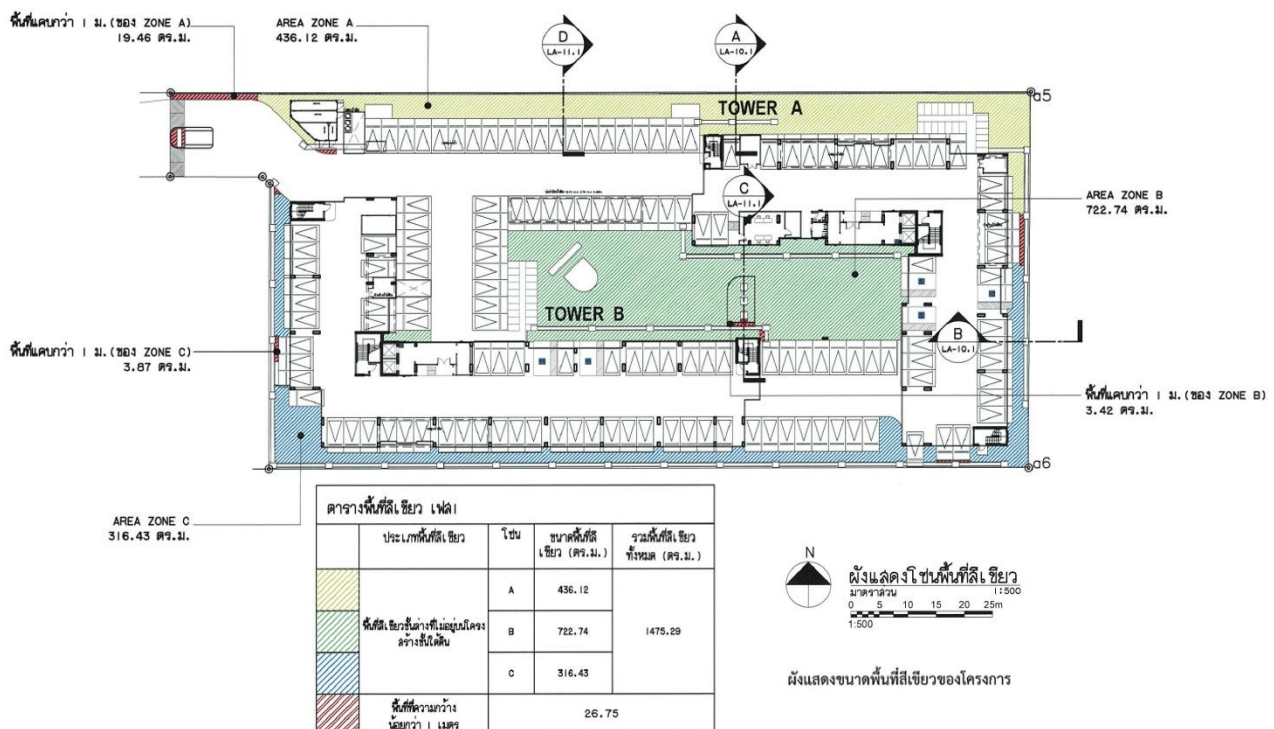 พื้นที่แคบกว่า 1 ม.(ของ ZONE A)
19.46 ตร.ม.
AREA ZONE A
436.12 ตร.ม.
D
LA-11.1
A
LA-10.1
a5
TOWER A
C
LA-11.1
AREA ZONE B
722.74 ตร.ม.
TOWER B
B
LA-10.1
พื้นที่แคบกว่า 1 ม.(ของ ZONE C)
3.87 ตร.ม.
พื้นที่แคบกว่า 1 ม.(ของ ZONE B)
3.42 ตร.ม.
a6
AREA ZONE C
316.43 ตร.ม.
ตารางพื้นที่สีเขียว เฟส1
ประเภทพื้นที่สีเขียว
โซน
ขนาดพื้นที่สี
เขียว (ตร.ม.)
รวมพื้นที่สีเขียว
ทั้งหมด (ตร.ม.)
A
436.12
พื้นที่สีเขียวชั้นล่างที่ไม่อยู่บนโครง
สร้างชั้นใต้ดิน
B
722.74
1475.29
C
316.43
พื้นที่ที่ความกว้าง
น้อยกว่า 1 เมตร
26.75
N
ผังแสดงโซนพื้นที่สีเขียว
มาตราส่วน 1:500
0 5 10 15 20 25m
1:500
ผังแสดงขนาดพื้นที่สีเขียวของโครงการ